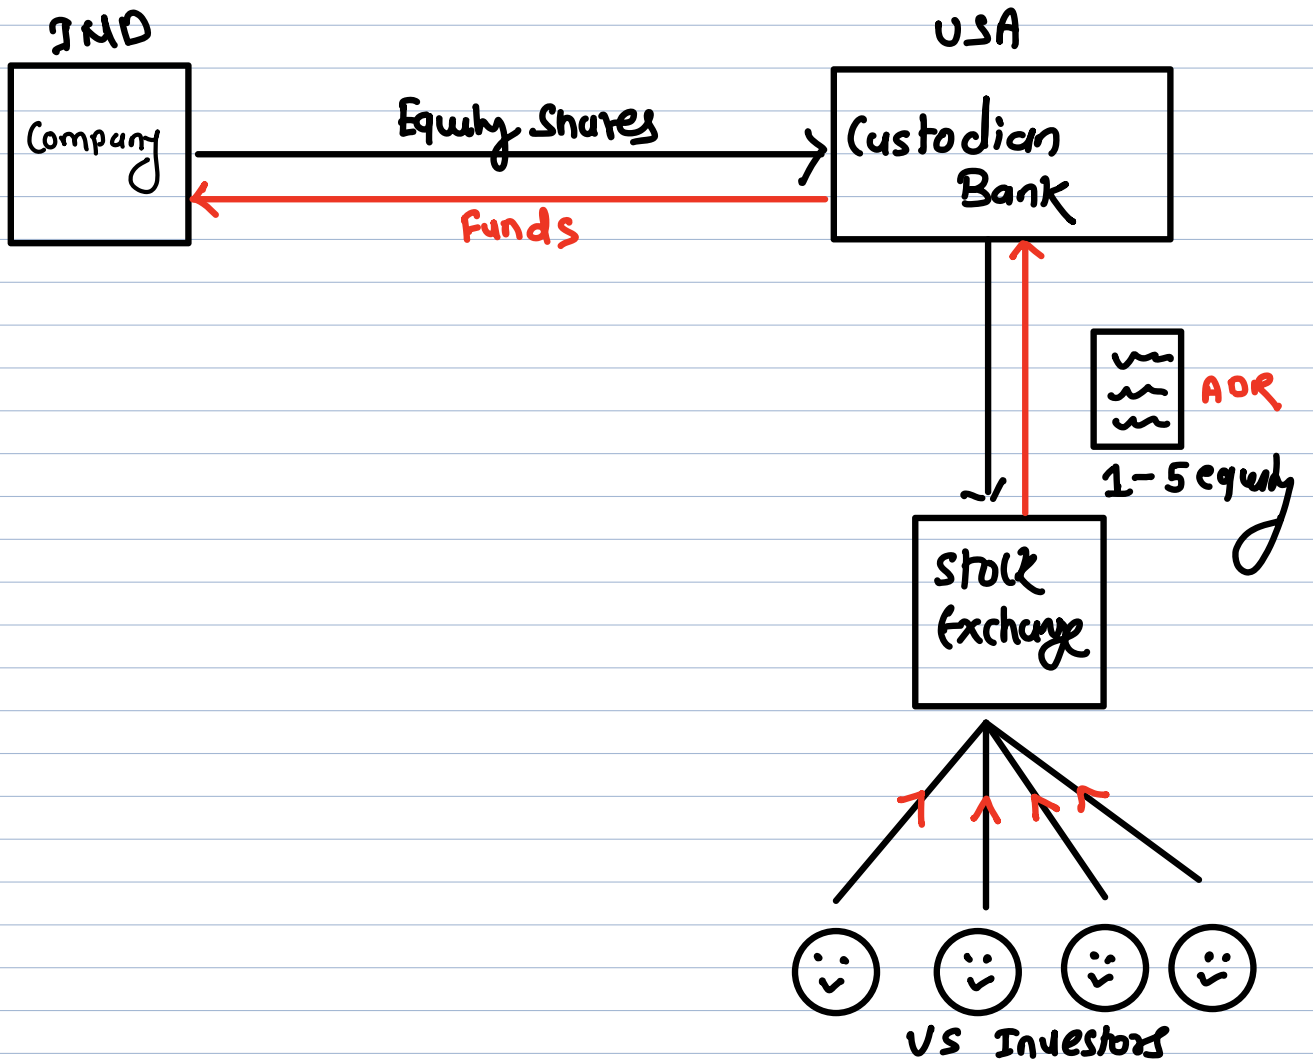 IND
USA
Company
Equity Shares
Custodian
Bank
Funds
ADR
1-5 equity
Stock
Exchange
US Investors